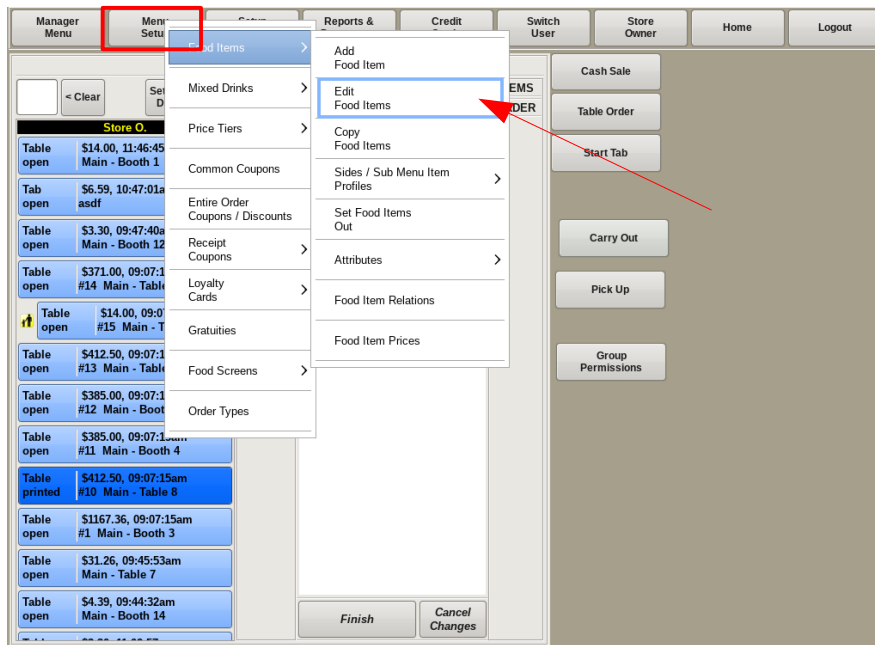 Manager
Menu
Menu
Setu
Reports &
Credit
Switch
User
Store
Owner
Home
Logout
Food Items
Mixed Drinks
Price Tiers
Common Coupons
Entire Order
Coupons / Discounts
Receipt
Coupons
Loyalty
Cards
Gratuities
Food Screens
Order Types
Add
Food Item
Edit
Food Items
Copy
Food Items
Sides / Sub Menu Item
Profiles
Set Food Items
Out
Attributes
Food Item Relations
Food Item Prices
EMS
DER
< Clear
Set
D
Store O.
Table
open
$14.00, 11:46:45
Main - Booth 1
Tab
open
$6.59, 10:47:01a
asdf
Table
open
$3.30, 09:47:40a
Main - Booth 12
Table
open
$371.00, 09:07:1
#14 Main - Table
Table
open
$14.00, 09:0
#15 Main - T
Table
open
$412.50, 09:07:1
#13 Main - Table
Table
open
$385.00, 09:07:1
#12 Main - Boot
Table
open
$385.00, 09:07:15am
#11 Main - Booth 4
Table
printed
$412.50, 09:07:15am
#10 Main - Table 8
Table
open
$1167.36, 09:07:15am
#1 Main - Booth 3
Table
open
$31.26, 09:45:53am
Main - Table 7
Table
open
$4.39, 09:44:32am
Main - Booth 14
Finish
Cancel
Changes
Cash Sale
Table Order
Start Tab
Carry Out
Pick Up
Group
Permissions